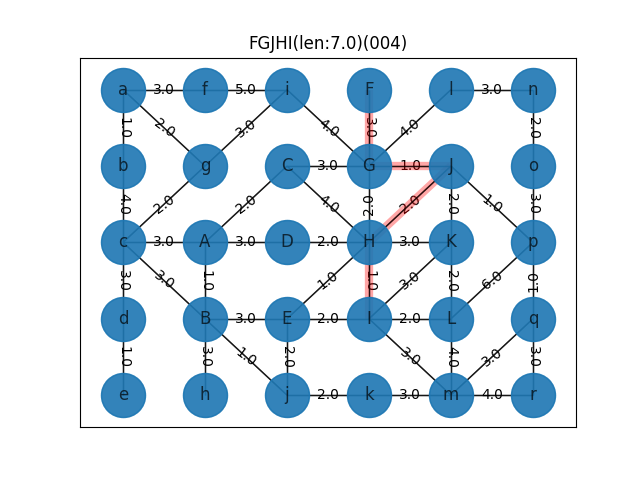 FGJHI(len:7.0)(004)
a 3.0 f 5.0 i F l 3.0 n
1.0 2.0 3.0 4.0 3.0 4.0 2.0
b g C 3.0 G 1.0 J o
4.0 2.0 2.0 4.0 2.0 2.0 2.0 1.0 3.0
c 3.0 A 3.0 D 2.0 H 3.0 K p
3.0 3.0 1.0 1.0 1.0 3.0 2.0 6.0 1.0
d B 3.0 E 2.0 I 2.0 L q
1.0 3.0 1.0 2.0 3.0 4.0 3.0 3.0
e h j 2.0 k 3.0 m 4.0 r